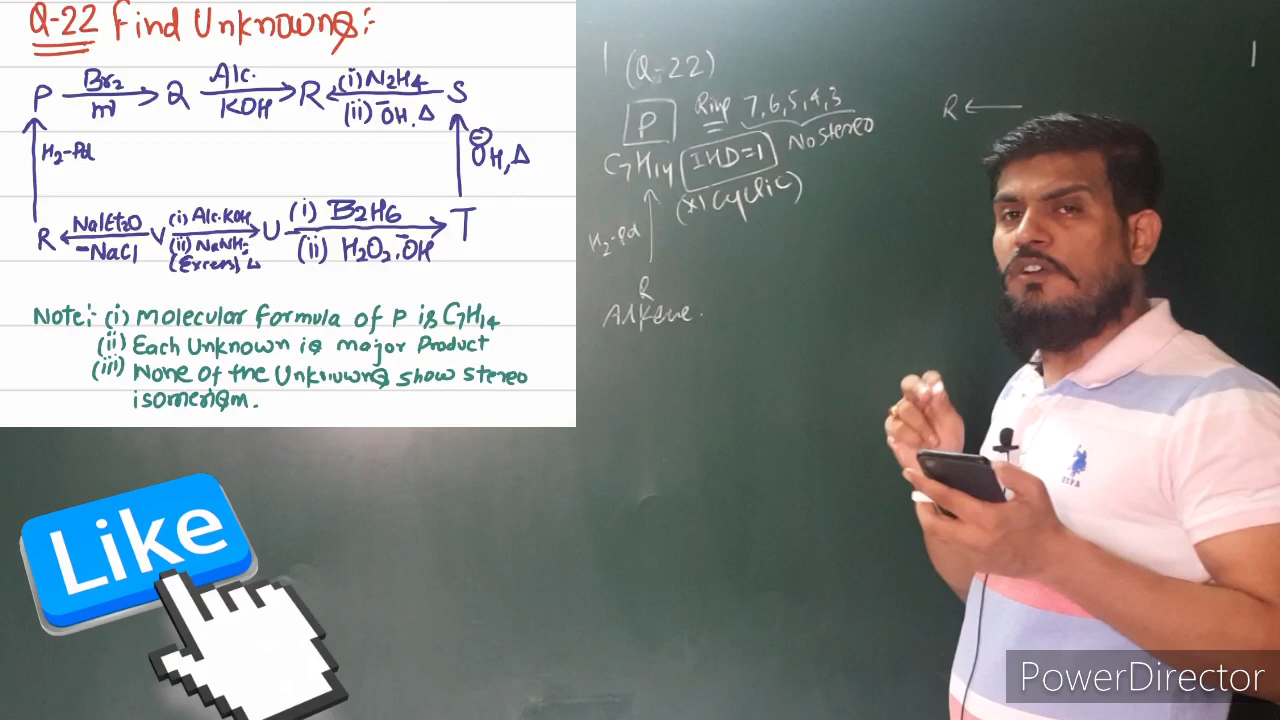 Q-22 Find Unknowns:-
P Br2 hν Q Alc. KOH R (i) N2H4 (ii) ŌH, Δ S
H2-Pd
⊖OH, Δ
R Na|Et2O -NaCl V (i) Alc.KOH (ii) NaNH2 (Excess) Δ U (i) B2H6 (ii) H2O2, ŌH T
Note:- (i) Molecular formula of P is C7H14
(ii) Each Unknown is major Product
(iii) None of the Unknowns show stereo
isomerism.
(Q-22)
P Ring 7,6,5,4,3
No stereo
C7H14 IHD=1
(*) Cyclic)
H2-Pd
R
Alkene.
R ←
Like
PowerDirector